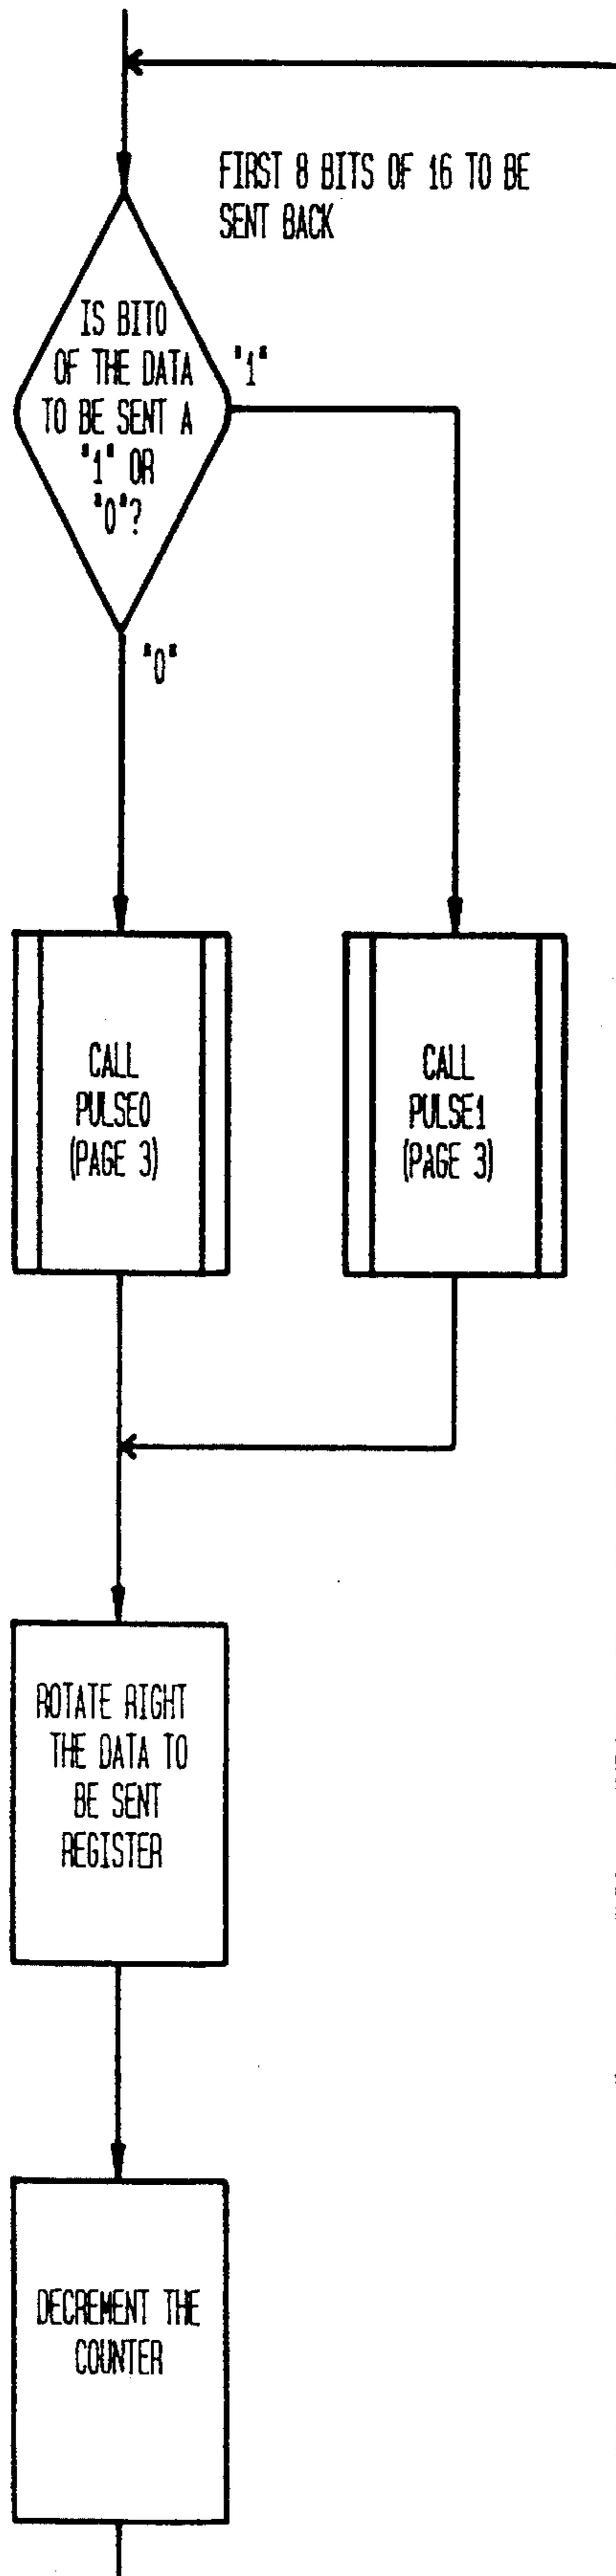 FIRST 8 BITS OF 16 TO BE
SENT BACK
IS BIT0
OF THE DATA
TO BE SENT A
"1" OR
"0"?
"1"
"0"
CALL
PULSE0
(PAGE 3)
CALL
PULSE1
(PAGE 3)
ROTATE RIGHT
THE DATA TO
BE SENT
REGISTER
DECREMENT THE
COUNTER